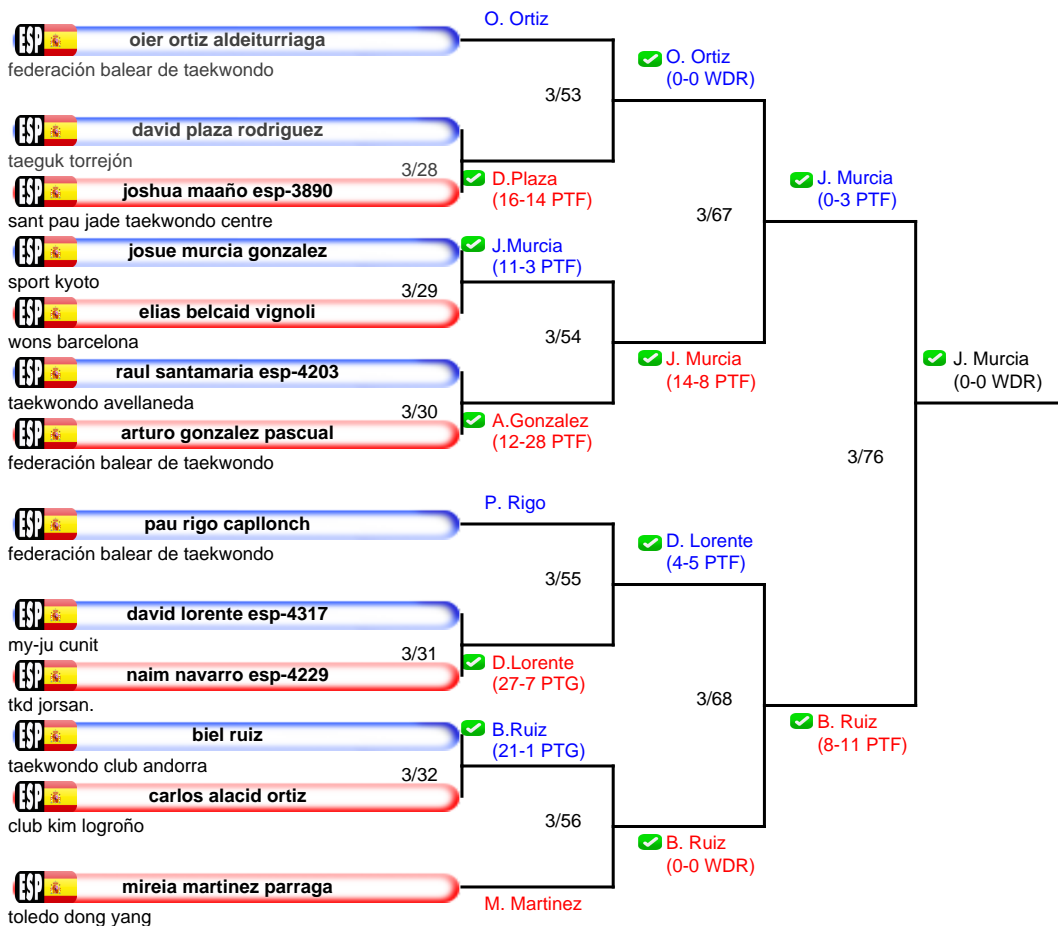 O. Ortiz
ESP oier ortiz aldeiturriaga
federación balear de taekwondo
O. Ortiz
(0-0 WDR)
3/53
ESP david plaza rodriguez
taeguk torrejón
3/28
ESP joshua maaño esp-3890
sant pau jade taekwondo centre
D.Plaza
(16-14 PTF)
J. Murcia
(0-3 PTF)
3/67
ESP josue murcia gonzalez
sport kyoto
J.Murcia
(11-3 PTF)
3/29
ESP elias belcaid vignoli
wons barcelona
3/54
J. Murcia
(14-8 PTF)
J. Murcia
(0-0 WDR)
ESP raul santamaria esp-4203
taekwondo avellaneda
3/30
ESP arturo gonzalez pascual
federación balear de taekwondo
A.Gonzalez
(12-28 PTF)
3/76
P. Rigo
ESP pau rigo capllonch
federación balear de taekwondo
D. Lorente
(4-5 PTF)
3/55
ESP david lorente esp-4317
my-ju cunit
3/31
ESP naim navarro esp-4229
tkd jorsan.
D.Lorente
(27-7 PTG)
3/68
B. Ruiz
(8-11 PTF)
ESP biel ruiz
taekwondo club andorra
B.Ruiz
(21-1 PTG)
3/32
ESP carlos alacid ortiz
club kim logroño
3/56
B. Ruiz
(0-0 WDR)
ESP mireia martinez parraga
toledo dong yang
M. Martinez